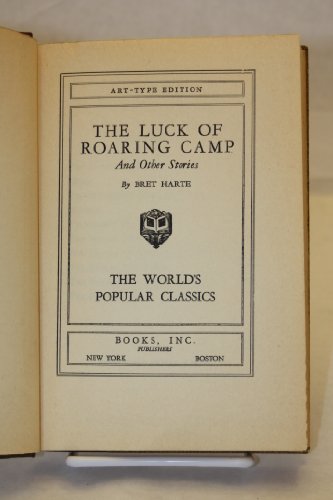 ART-TYPE EDITION
THE LUCK OF
ROARING CAMP
And Other Stories
By BRET HARTE
THE WORLD'S
POPULAR CLASSICS
BOOKS, INC.
PUBLISHERS
NEW YORK BOSTON